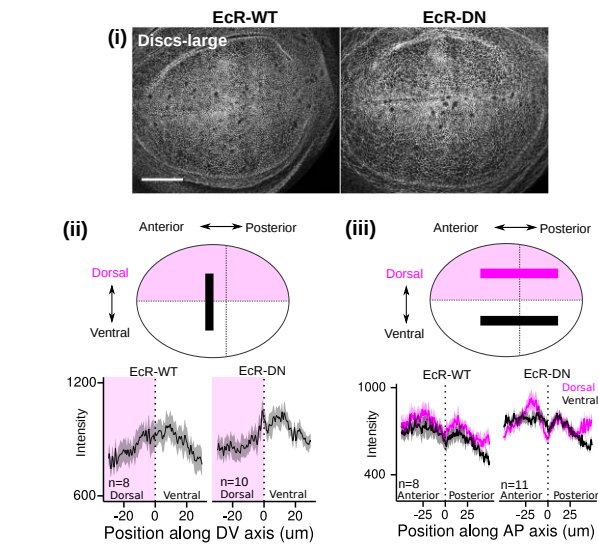 EcR-WT EcR-DN
(i)
Discs-large
(ii)
Anterior Posterior
Dorsal
Ventral
EcR-WT EcR-DN
1200
Intensity
600
n=8
Dorsal Ventral
n=10
Dorsal Ventral
-20 0 20 -20 0 20
Position along DV axis (um)
(iii)
Anterior Posterior
Dorsal
Ventral
EcR-WT EcR-DN
Dorsal
Ventral
1000
Intensity
400
n=8
Anterior Posterior
n=11
Anterior Posterior
-25 0 25 -25 0 25
Position along AP axis (um)